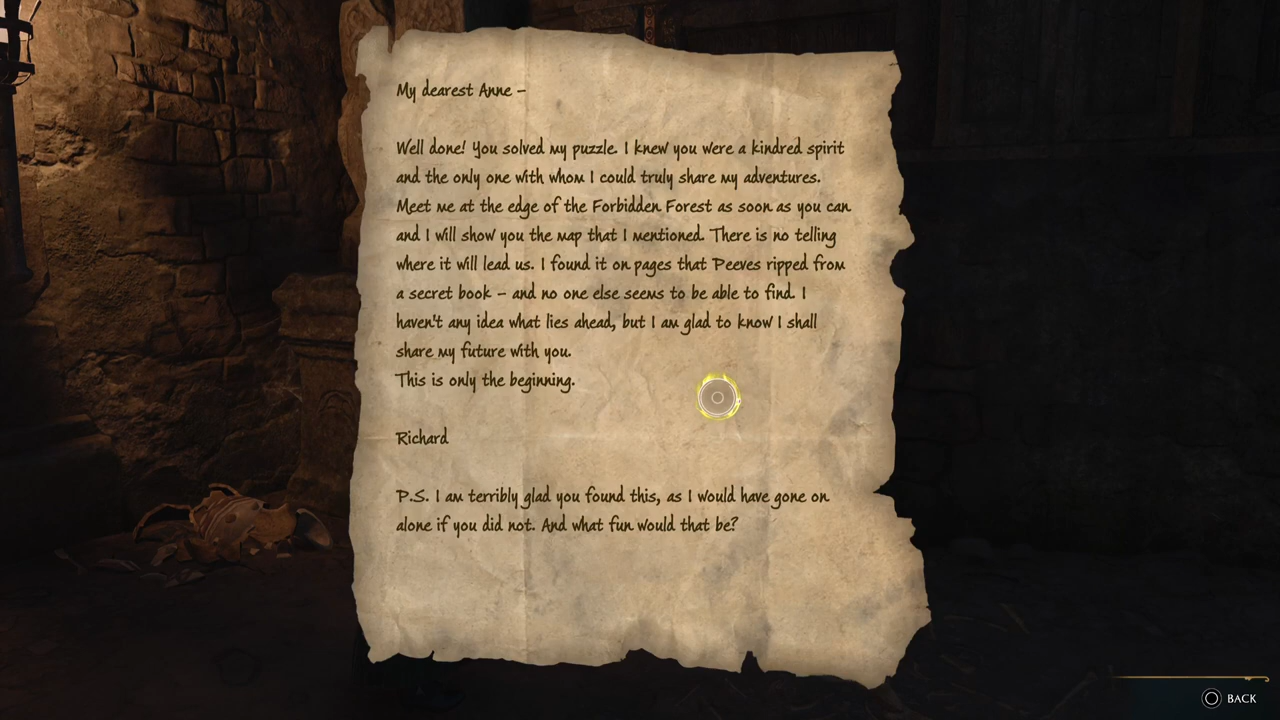 My dearest Anne -
Well done! You solved my puzzle. I knew you were a kindred spirit
and the only one with whom I could truly share my adventures.
Meet me at the edge of the Forbidden Forest as soon as you can
and I will show you the map that I mentioned. There is no telling
where it will lead us. I found it on pages that Peeves ripped from
a secret book - and no one else seems to be able to find. I
haven't any idea what lies ahead, but I am glad to know I shall
share my future with you.
This is only the beginning.
Richard
P.S. I am terribly glad you found this, as I would have gone on
alone if you did not. And what fun would that be?
BACK